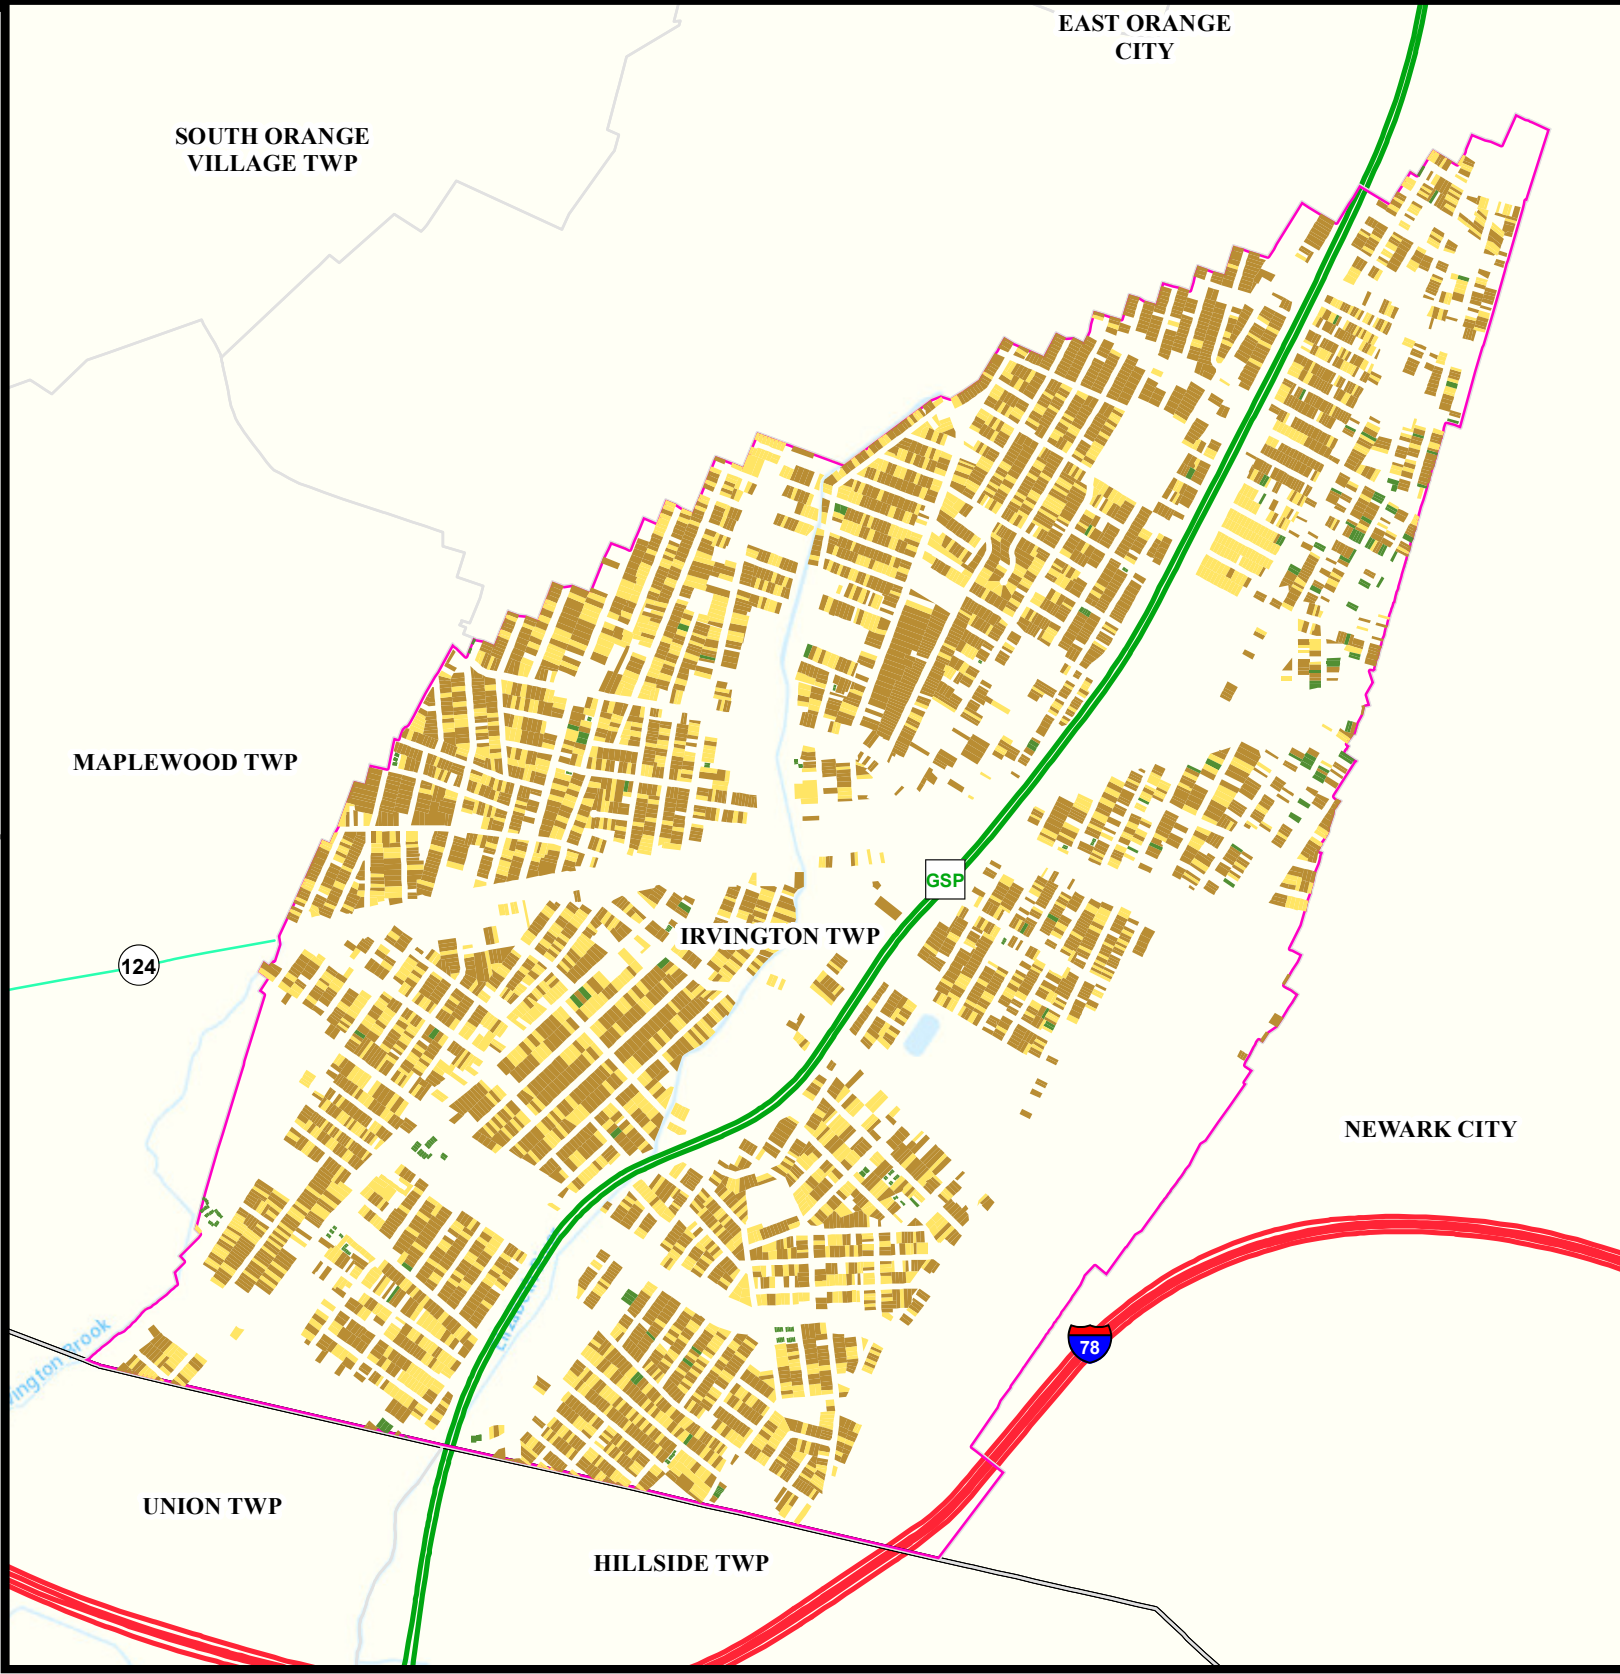 EAST ORANGE
CITY
SOUTH ORANGE
VILLAGE TWP
MAPLEWOOD TWP
GSP
IRVINGTON TWP
124
NEWARK CITY
78
Brook
UNION TWP
HILLSIDE TWP